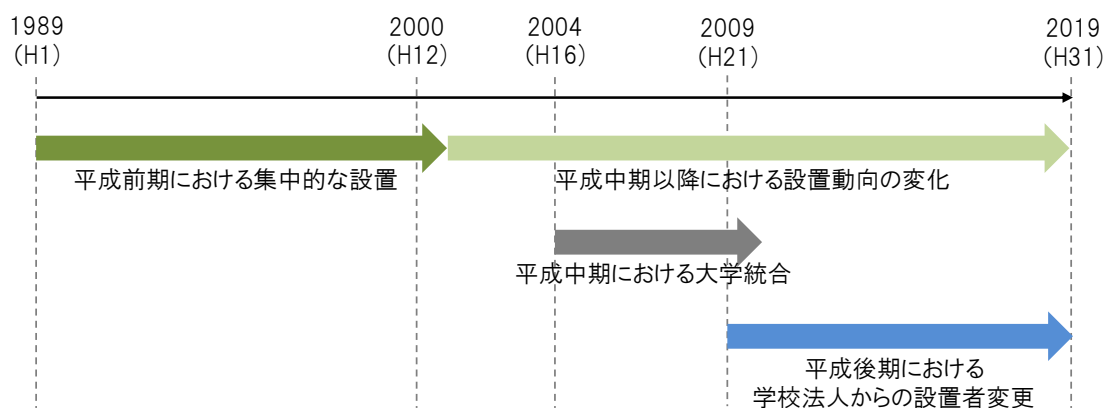 1989
(H1)
2000
(H12)
2004
(H16)
2009
(H21)
2019
(H31)
平成前期における集中的な設置
平成中期以降における設置動向の変化
平成中期における大学統合
平成後期における
学校法人からの設置者変更